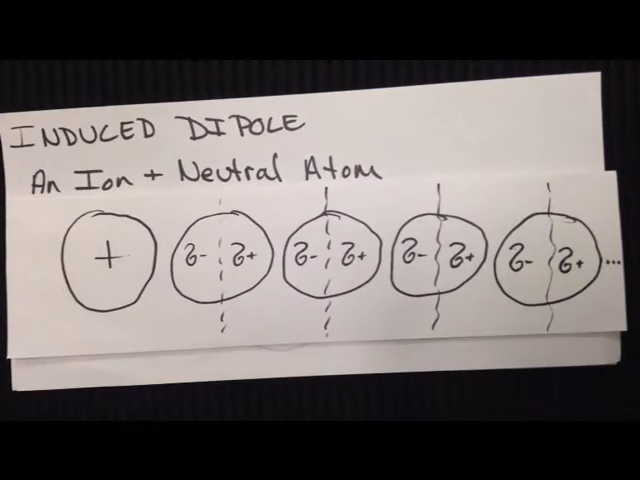 INDUCED DIPOLE
An Ion + Neutral Atom
+ δ- δ+ δ- δ+ δ- δ+ δ- δ+ ...